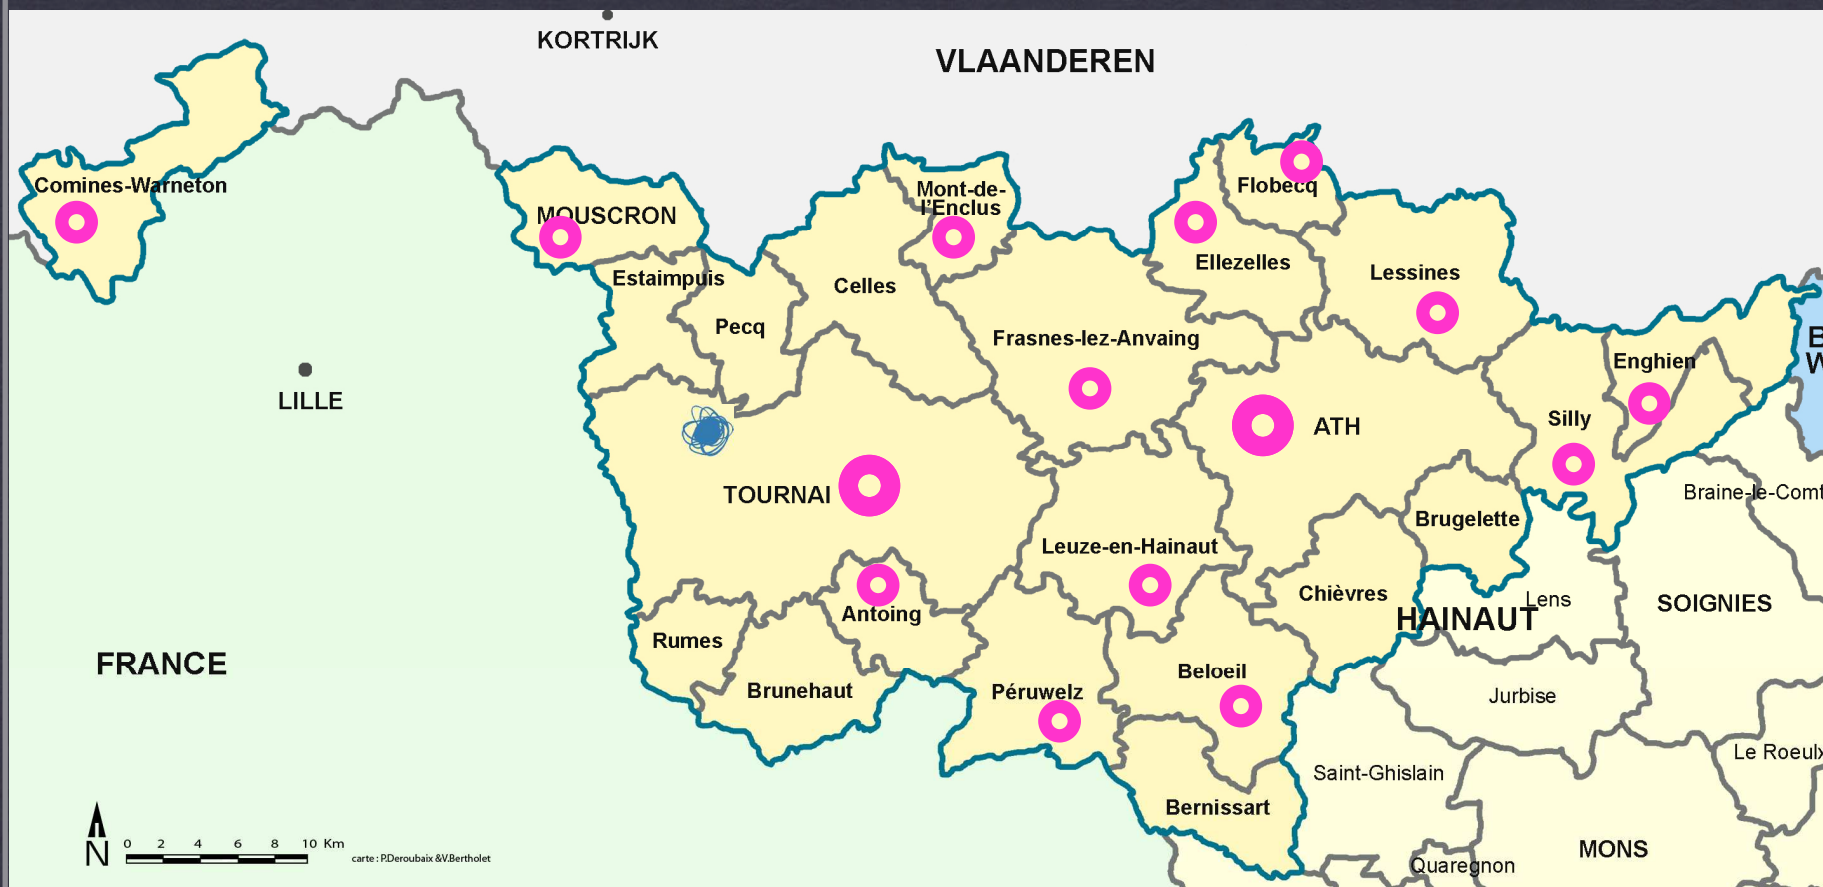 KORTRIJK
VLAANDEREN
Comines-Warneton
MOUSCRON
Mont-de-
l'Enclus
Flobecq
Estaimpuis
Celles
Ellezelles
Lessines
Pecq
Frasnes-lez-Anvaing
Enghien
B
W
LILLE
Silly
ATH
TOURNAI
Braine-le-Comt
Brugelette
Leuze-en-Hainaut
Chièvres
Lens
SOIGNIES
HAINAUT
Antoing
Rumes
FRANCE
Beloeil
Brunehaut
Péruwelz
Jurbise
Le Roeulx
Saint-Ghislain
Bernissart
MONS
Quaregnon
N
0 2 4 6 8 10 Km
carte : P.Deroubaix &V.Bertholet